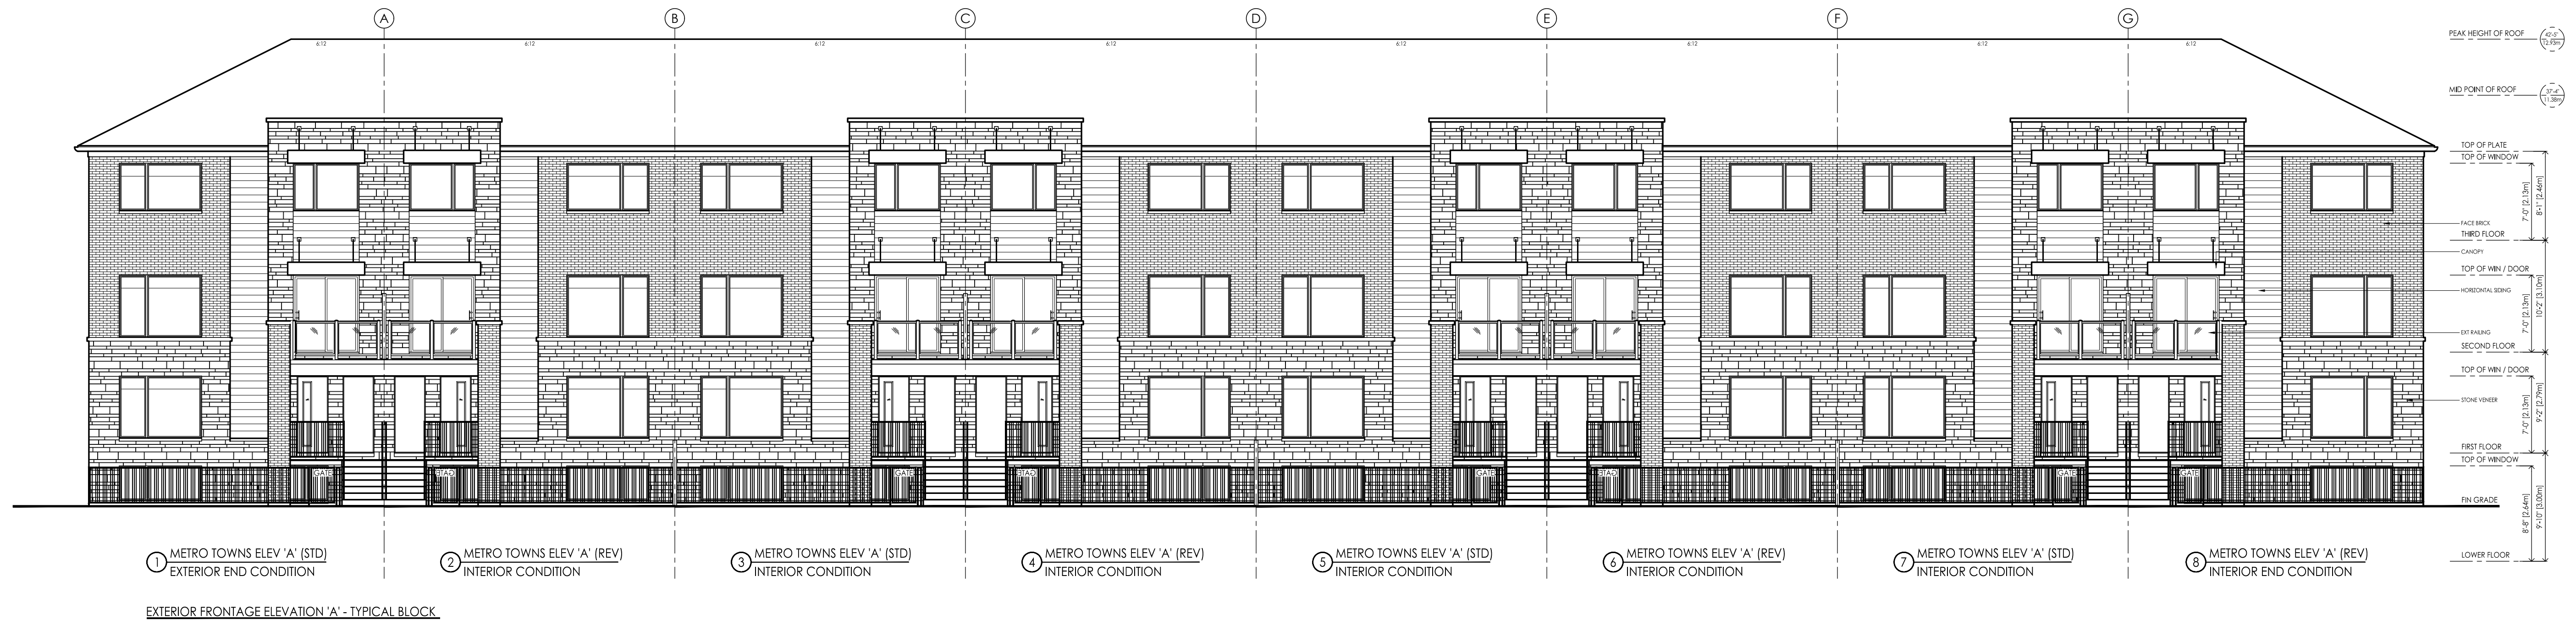 A B C D E F G
6:12 6:12 6:12 6:12 6:12 6:12 6:12 6:12
PEAK HEIGHT OF ROOF
42'-5"
12.93m
MID POINT OF ROOF
37'-4"
11.38m
TOP OF PLATE
TOP OF WINDOW
7'-0" [2.13m]
8'-1" [2.46m]
FACE BRICK
THIRD FLOOR
CANOPY
TOP OF WIN / DOOR
HORIZONTAL SIDING
7'-0" [2.13m]
10'-2" [3.10m]
EXT RAILING
SECOND FLOOR
TOP OF WIN / DOOR
STONE VENEER
7'-0" [2.13m]
9'-2" [2.79m]
FIRST FLOOR
TOP OF WINDOW
GATE GATE GATE GATE GATE GATE GATE GATE
FIN GRADE
8'-8" [2.64m]
9'-10" [3.00m]
LOWER FLOOR
1 METRO TOWNS ELEV 'A' (STD)
EXTERIOR END CONDITION
2 METRO TOWNS ELEV 'A' (REV)
INTERIOR CONDITION
3 METRO TOWNS ELEV 'A' (STD)
INTERIOR CONDITION
4 METRO TOWNS ELEV 'A' (REV)
INTERIOR CONDITION
5 METRO TOWNS ELEV 'A' (STD)
INTERIOR CONDITION
6 METRO TOWNS ELEV 'A' (REV)
INTERIOR CONDITION
7 METRO TOWNS ELEV 'A' (STD)
INTERIOR CONDITION
8 METRO TOWNS ELEV 'A' (REV)
INTERIOR END CONDITION
EXTERIOR FRONTAGE ELEVATION 'A' - TYPICAL BLOCK